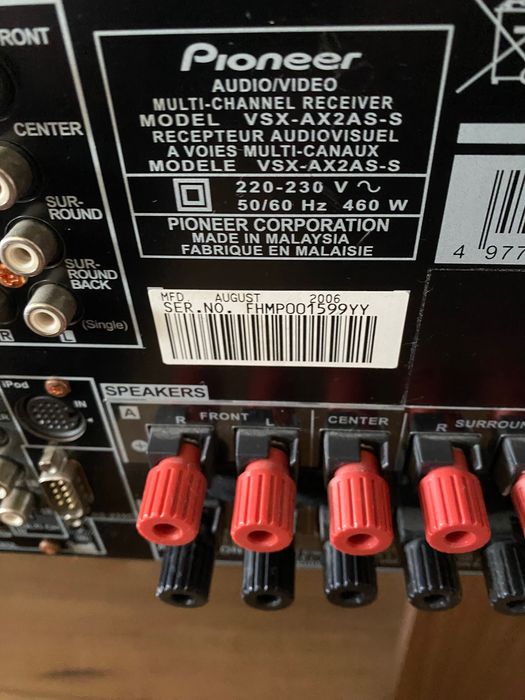 Pioneer
AUDIO/VIDEO
MULTI-CHANNEL RECEIVER
MODEL VSX-AX2AS-S
RECEPTEUR AUDIOVISUEL
A VOIES MULTI-CANAUX
MODELE VSX-AX2AS-S
220-230 V ~
50/60 Hz 460 W
PIONEER CORPORATION
MADE IN MALAYSIA
FABRIQUE EN MALAISIE
MFD. AUGUST 2006
SER.NO. FHMP001599YY
4 977
RONT
CENTER
SUR-
ROUND
SUR-
ROUND
BACK
R L (Single)
iPod
IN
SPEAKERS
A R FRONT L CENTER R SURROUN